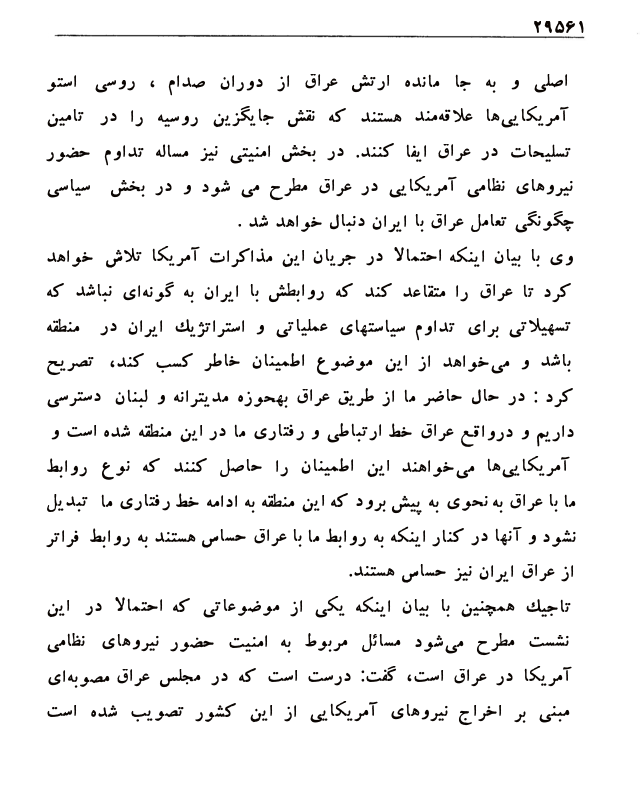 ۲۹۵۶۱
اصلی و به جا مانده ارتش عراق از دوران صدام ، روسی استو
آمریکایی‌ها علاقه‌مند هستند که نقش جایگزین روسیه را در تامین
تسلیحات در عراق ایفا کنند. در بخش امنیتی نیز مساله تداوم حضور
نیروهای نظامی آمریکایی در عراق مطرح می شود و در بخش سیاسی
چگونگی تعامل عراق با ایران دنبال خواهد شد .
وی با بیان اینکه احتمالا در جریان این مذاکرات آمریکا تلاش خواهد
کرد تا عراق را متقاعد کند که روابطش با ایران به گونه‌ای نباشد که
تسهیلاتی برای تداوم سیاستهای عملیاتی و استراتژیك ایران در منطقه
باشد و می‌خواهد از این موضوع اطمینان خاطر کسب کند، تصریح
کرد : در حال حاضر ما از طریق عراق بهحوزه مدیترانه و لبنان دسترسی
داریم و درواقع عراق خط ارتباطی و رفتاری ما در این منطقه شده است و
آمریکایی‌ها می‌خواهند این اطمینان را حاصل کنند که نوع روابط
ما با عراق به نحوی به پیش برود که این منطقه به ادامه خط رفتاری ما تبدیل
نشود و آنها در کنار اینکه به روابط ما با عراق حساس هستند به روابط فراتر
از عراق ایران نیز حساس هستند.
تاجیك همچنین با بیان اینکه یکی از موضوعاتی که احتمالا در این
نشست مطرح می‌شود مسائل مربوط به امنیت حضور نیروهای نظامی
آمریکا در عراق است، گفت: درست است که در مجلس عراق مصوبه‌ای
مبنی بر اخراج نیروهای آمریکایی از این کشور تصویب شده است